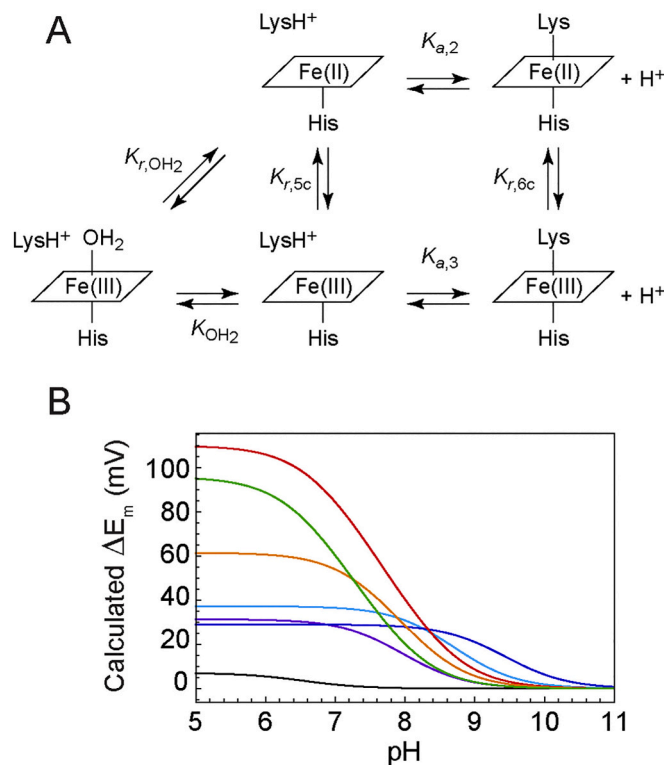 A
LysH⁺
Kₐ,₂
Lys
Fe(II)
Fe(II)
+ H⁺
His
His
Kᵣ,OH₂
Kᵣ,5c
Kᵣ,6c
LysH⁺ OH₂
LysH⁺
Kₐ,₃
Lys
Fe(III)
Fe(III)
Fe(III)
+ H⁺
His
K_OH₂
His
His
B
Calculated ΔEₘ (mV)
100
80
60
40
20
0
5 6 7 8 9 10 11
pH